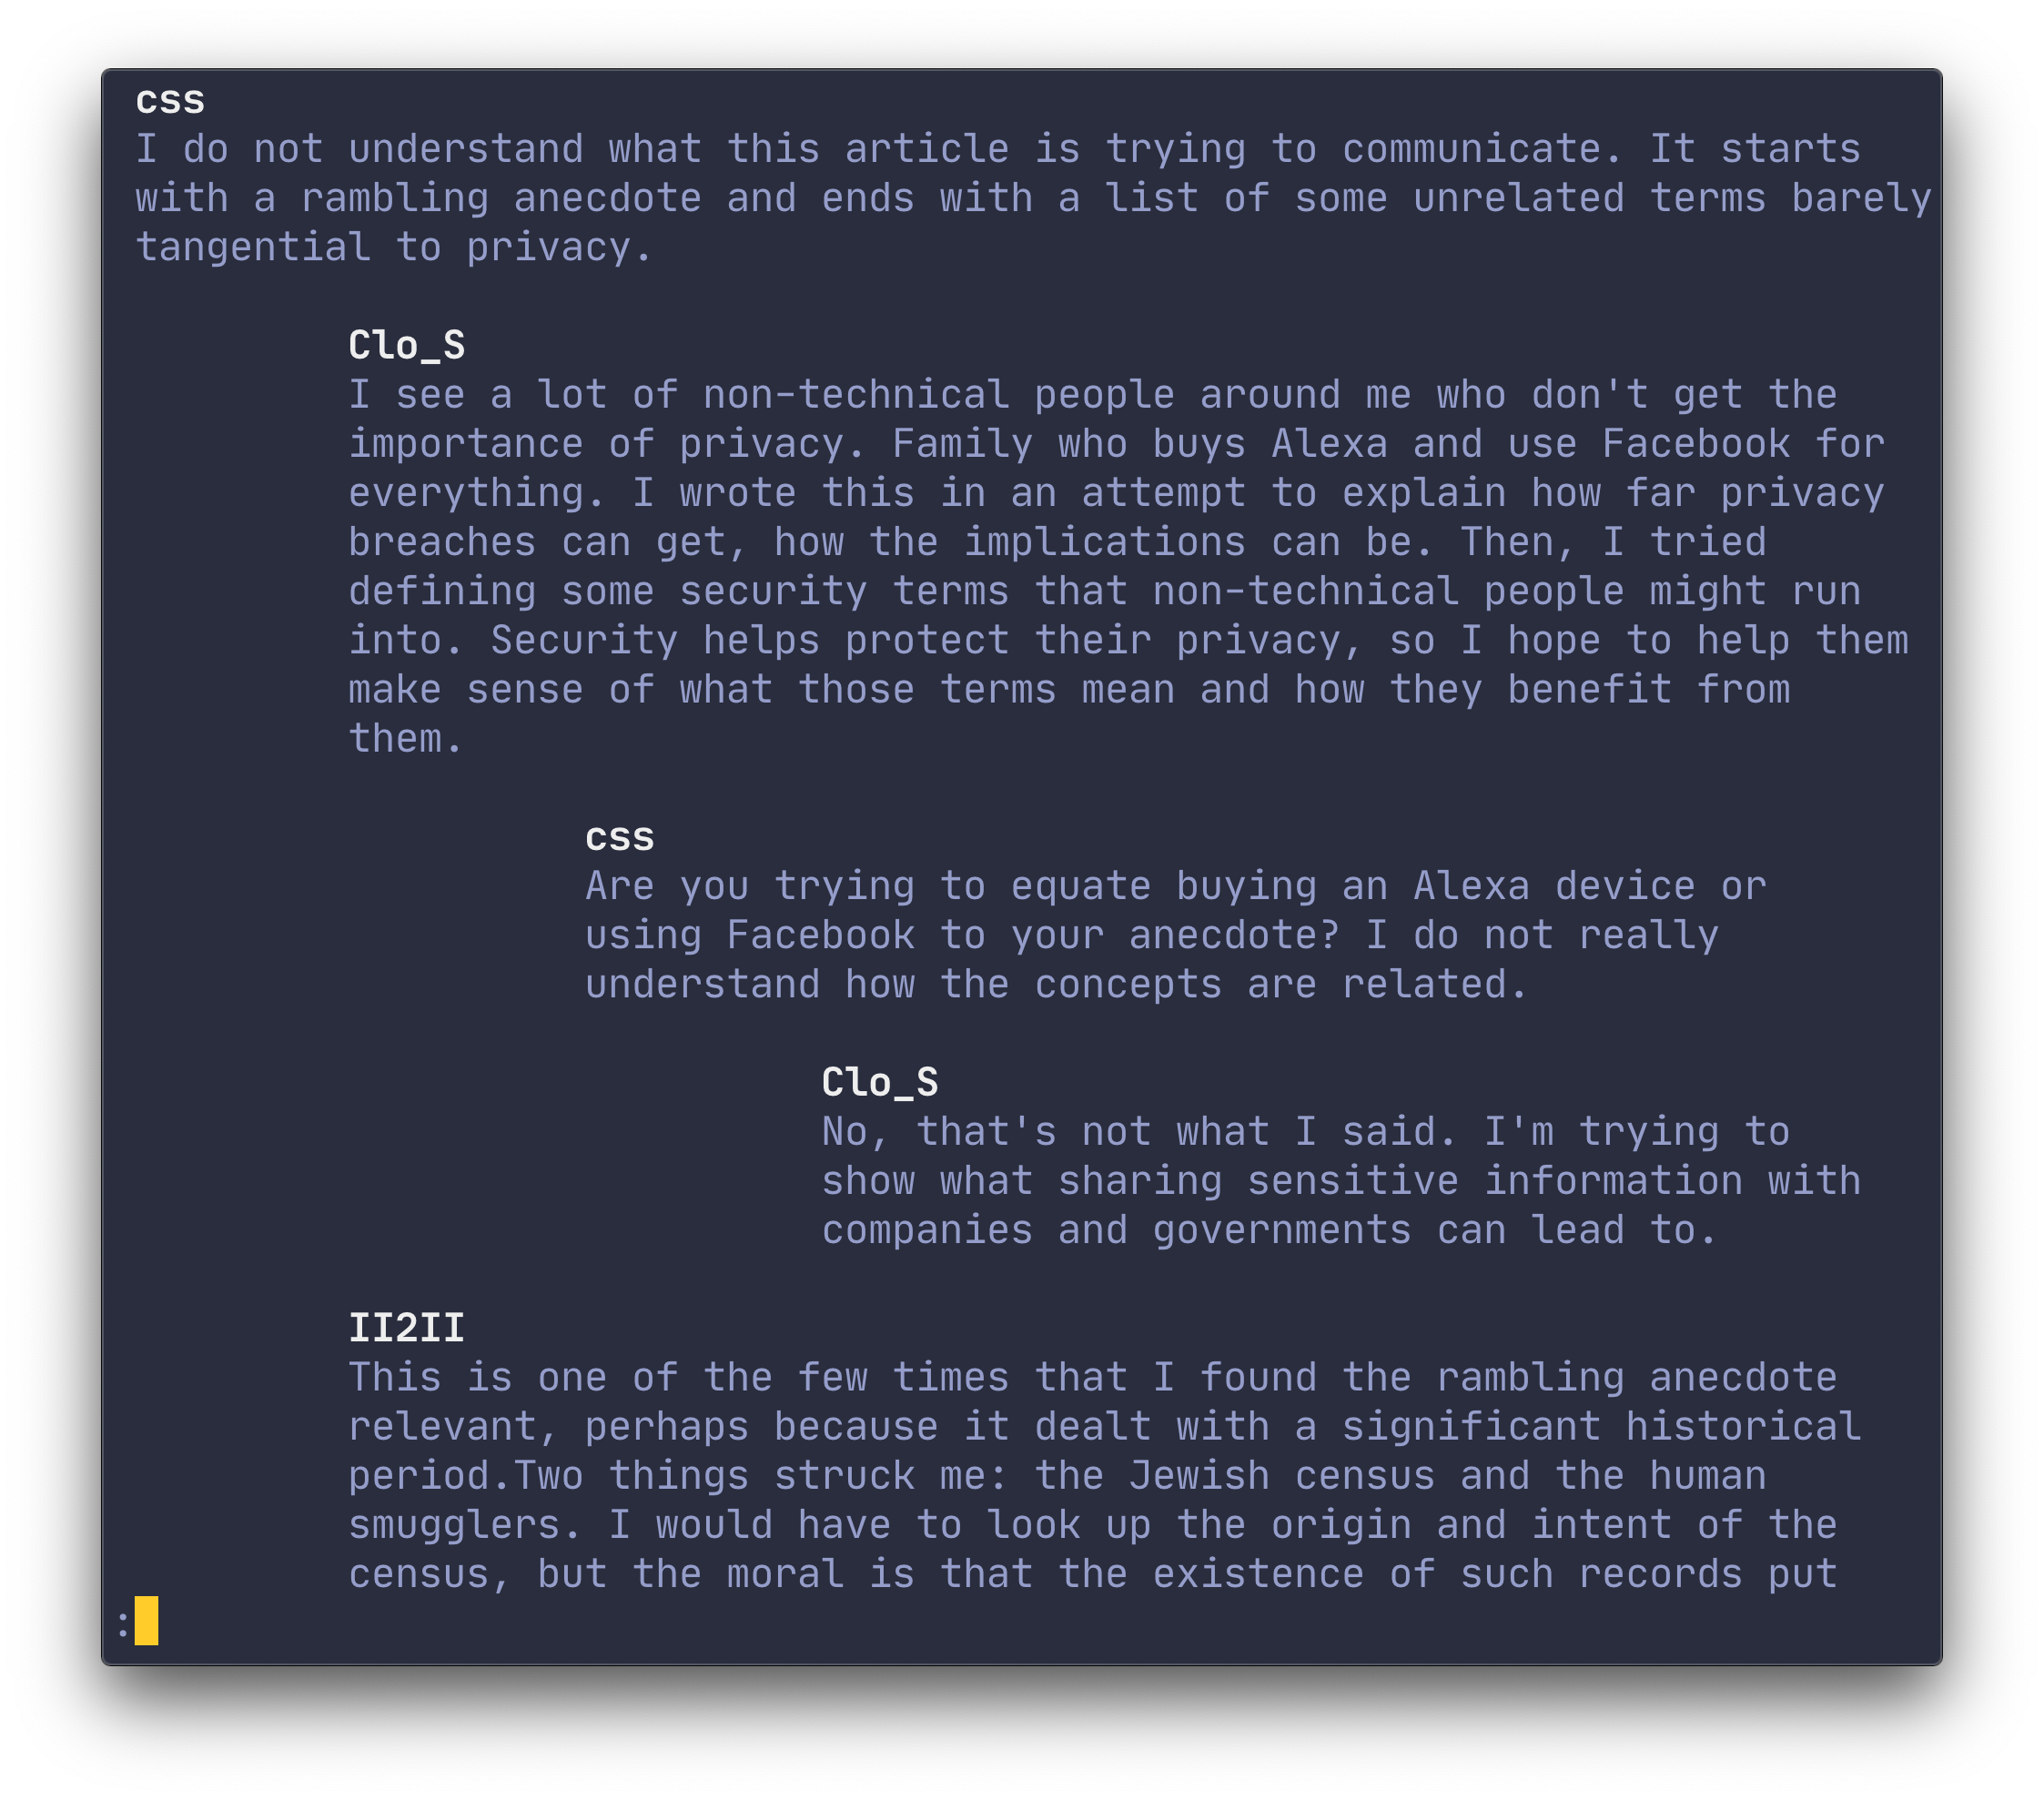 css
I do not understand what this article is trying to communicate. It starts
with a rambling anecdote and ends with a list of some unrelated terms barely
tangential to privacy.
Clo_S
I see a lot of non-technical people around me who don't get the
importance of privacy. Family who buys Alexa and use Facebook for
everything. I wrote this in an attempt to explain how far privacy
breaches can get, how the implications can be. Then, I tried
defining some security terms that non-technical people might run
into. Security helps protect their privacy, so I hope to help them
make sense of what those terms mean and how they benefit from
them.
css
Are you trying to equate buying an Alexa device or
using Facebook to your anecdote? I do not really
understand how the concepts are related.
Clo_S
No, that's not what I said. I'm trying to
show what sharing sensitive information with
companies and governments can lead to.
II2II
This is one of the few times that I found the rambling anecdote
relevant, perhaps because it dealt with a significant historical
period.Two things struck me: the Jewish census and the human
smugglers. I would have to look up the origin and intent of the
census, but the moral is that the existence of such records put
: